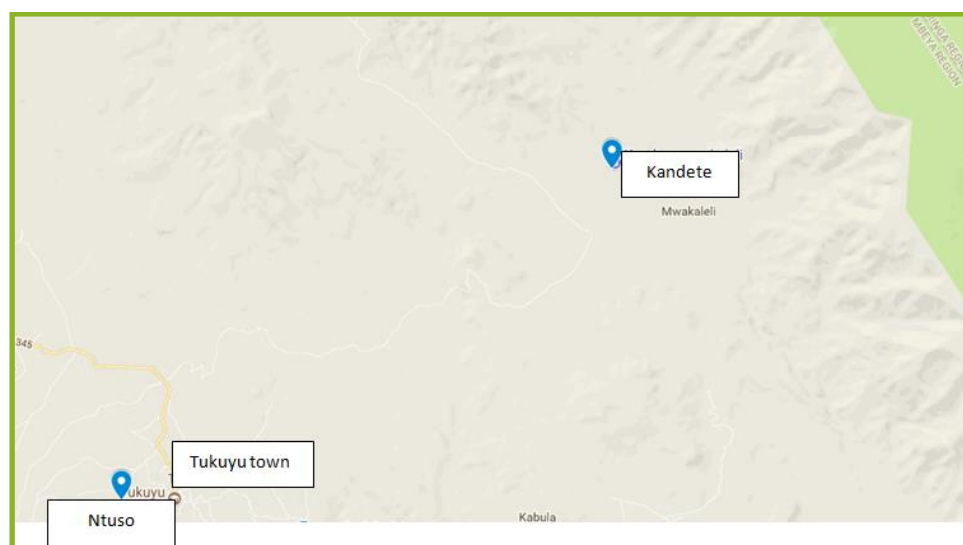 MBEYA REGION
Kandete
Mwakaleli
345
Tukuyu town
ukuyu
Ntuso
Kabula